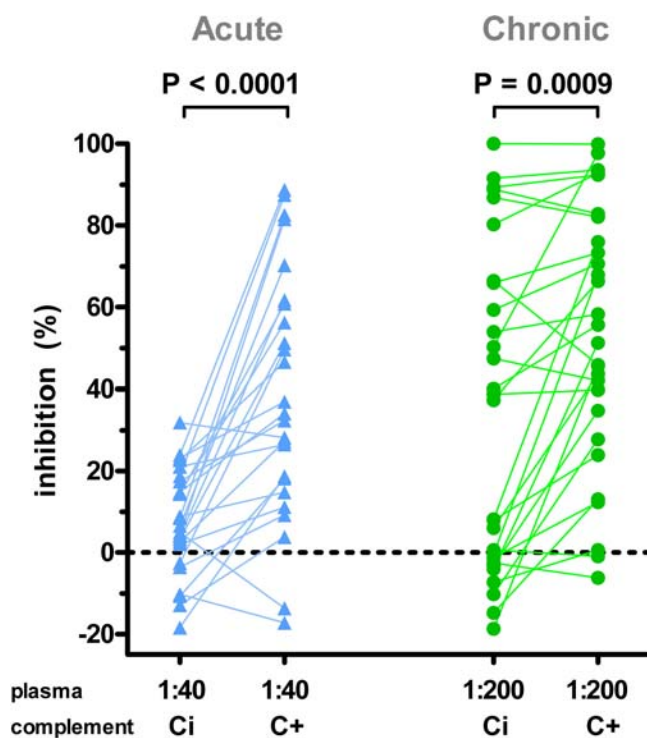 Acute Chronic
P < 0.0001 P = 0.0009
100
80
60
40
20
0
-20
inhibition (%)
plasma 1:40 1:40 1:200 1:200
complement Ci C+ Ci C+